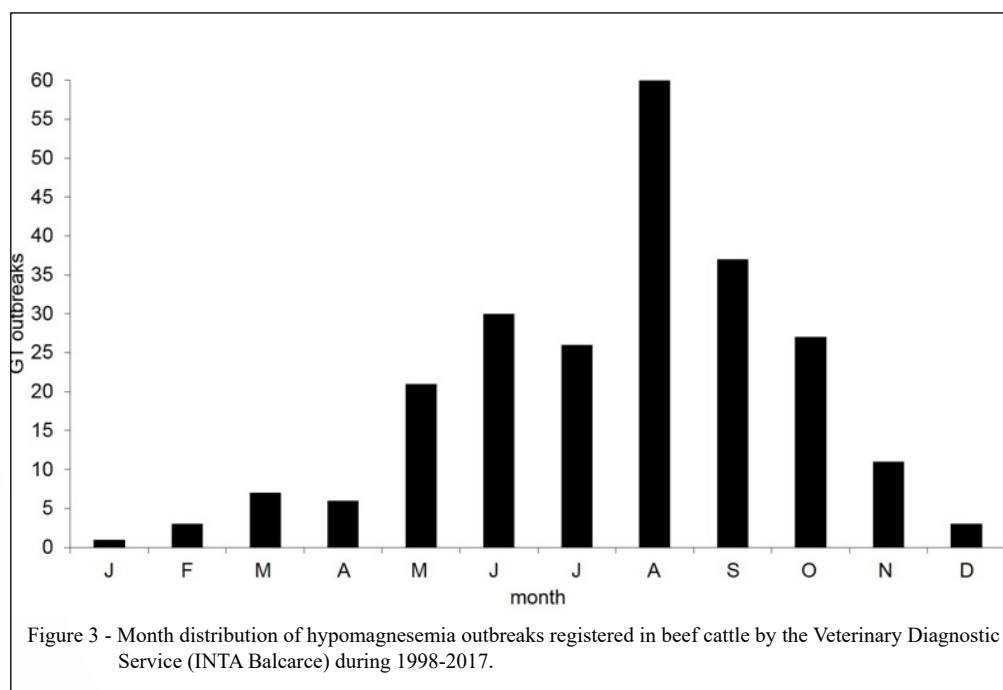 60
55
50
45
40
35
30
25
20
15
10
5
0
GT outbreaks
J F M A M J J A S O N D
month
Figure 3 - Month distribution of hypomagnesemia outbreaks registered in beef cattle by the Veterinary Diagnostic
Service (INTA Balcarce) during 1998-2017.